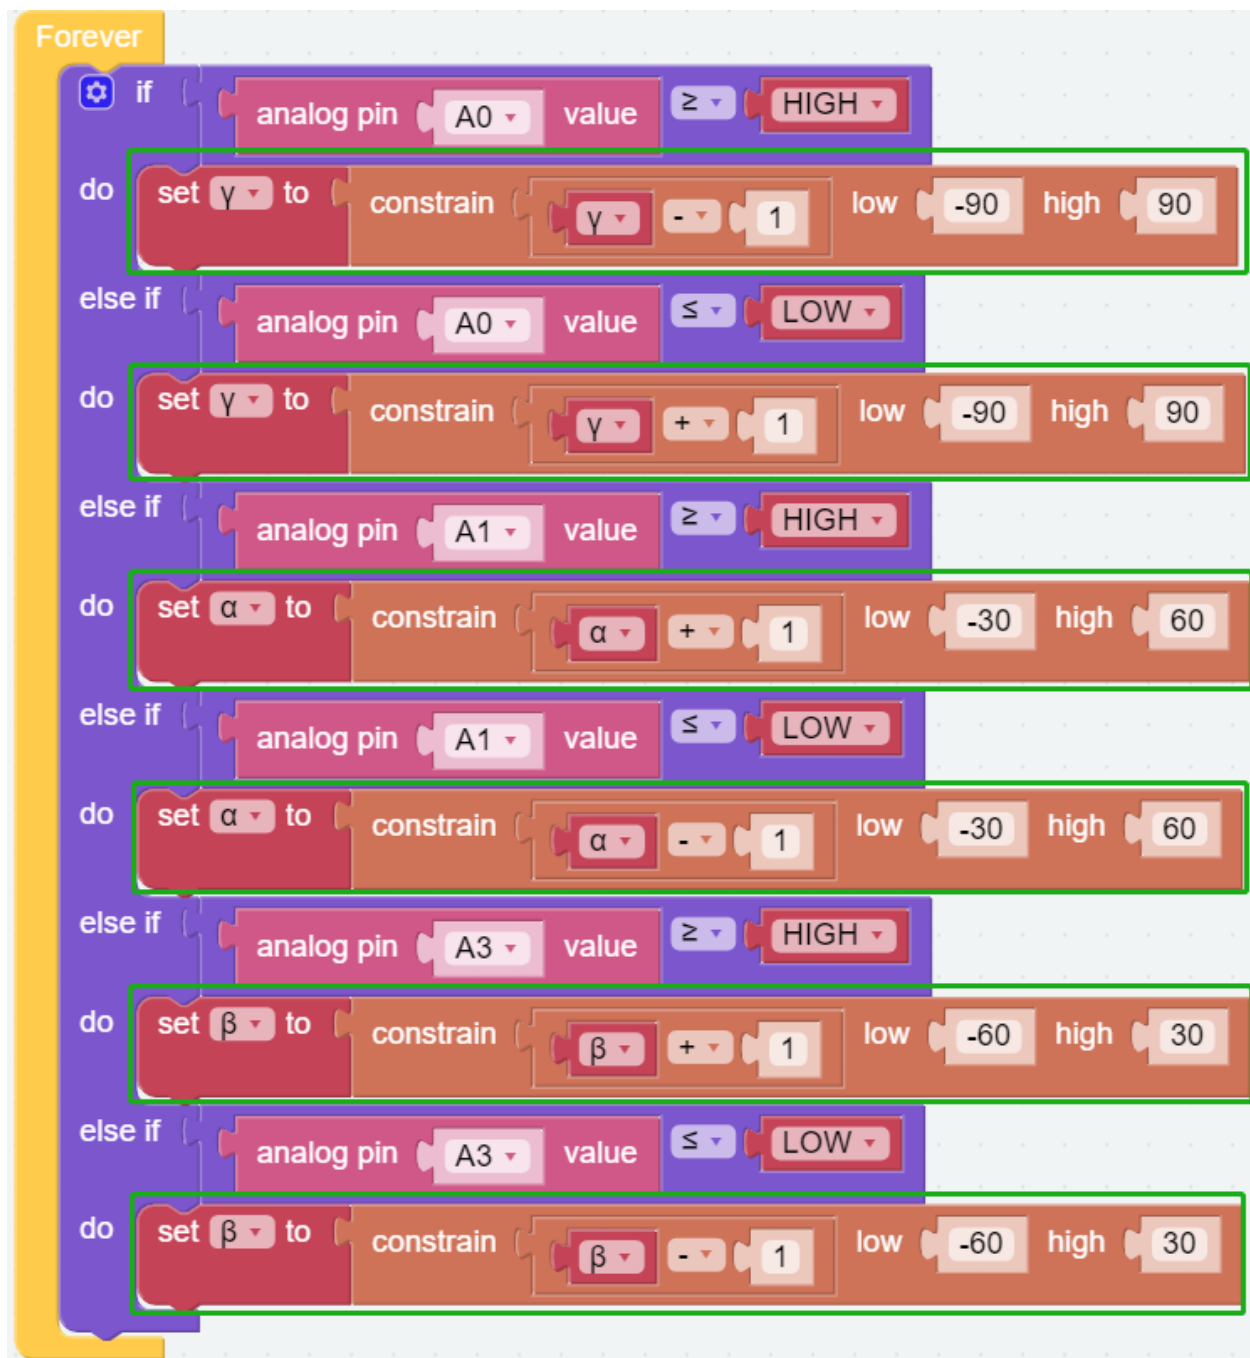 Forever
if analog pin A0 value ≥ HIGH
do set γ to constrain γ - 1 low -90 high 90
else if analog pin A0 value ≤ LOW
do set γ to constrain γ + 1 low -90 high 90
else if analog pin A1 value ≥ HIGH
do set α to constrain α + 1 low -30 high 60
else if analog pin A1 value ≤ LOW
do set α to constrain α - 1 low -30 high 60
else if analog pin A3 value ≥ HIGH
do set β to constrain β + 1 low -60 high 30
else if analog pin A3 value ≤ LOW
do set β to constrain β - 1 low -60 high 30